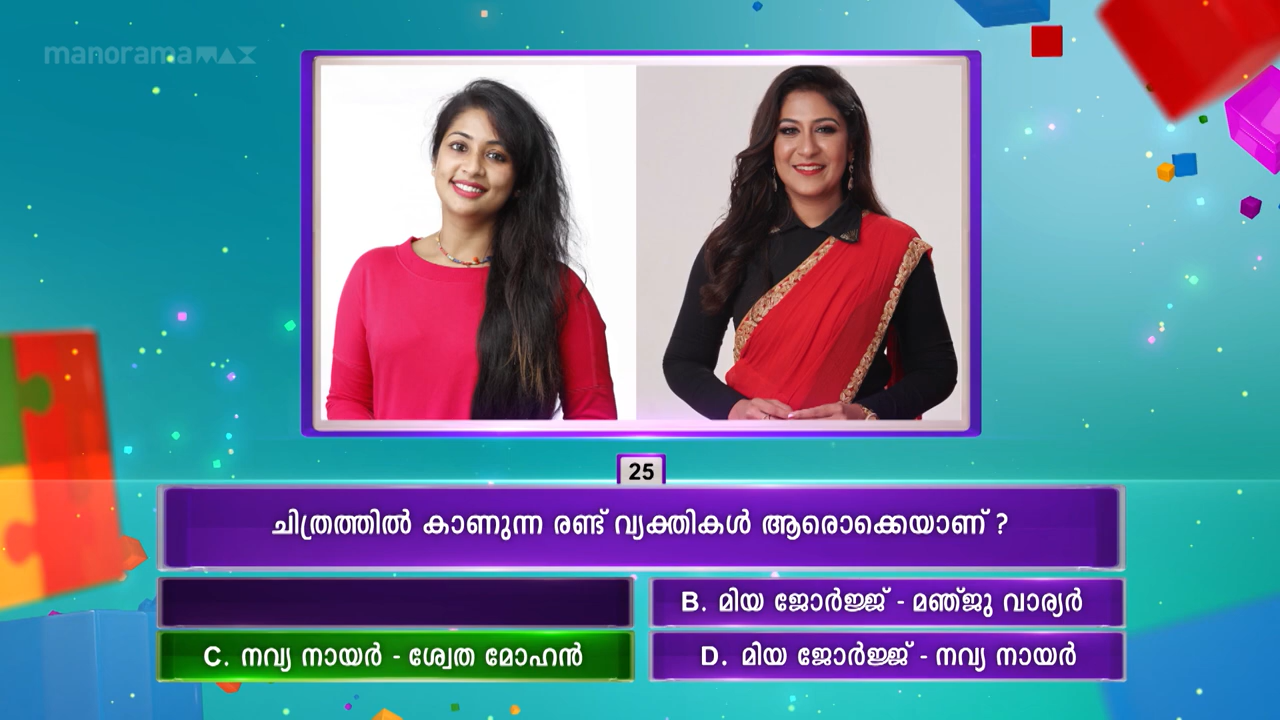 manoramaMAX
25
ചിത്രത്തിൽ കാണുന്ന രണ്ട് വ്യക്തികൾ ആരൊക്കെയാണ് ?
B. മിയ ജോർജ്ജ് - മഞ്ജു വാര്യർ
C. നവ്യ നായർ - ശ്വേത മോഹൻ
D. മിയ ജോർജ്ജ് - നവ്യ നായർ